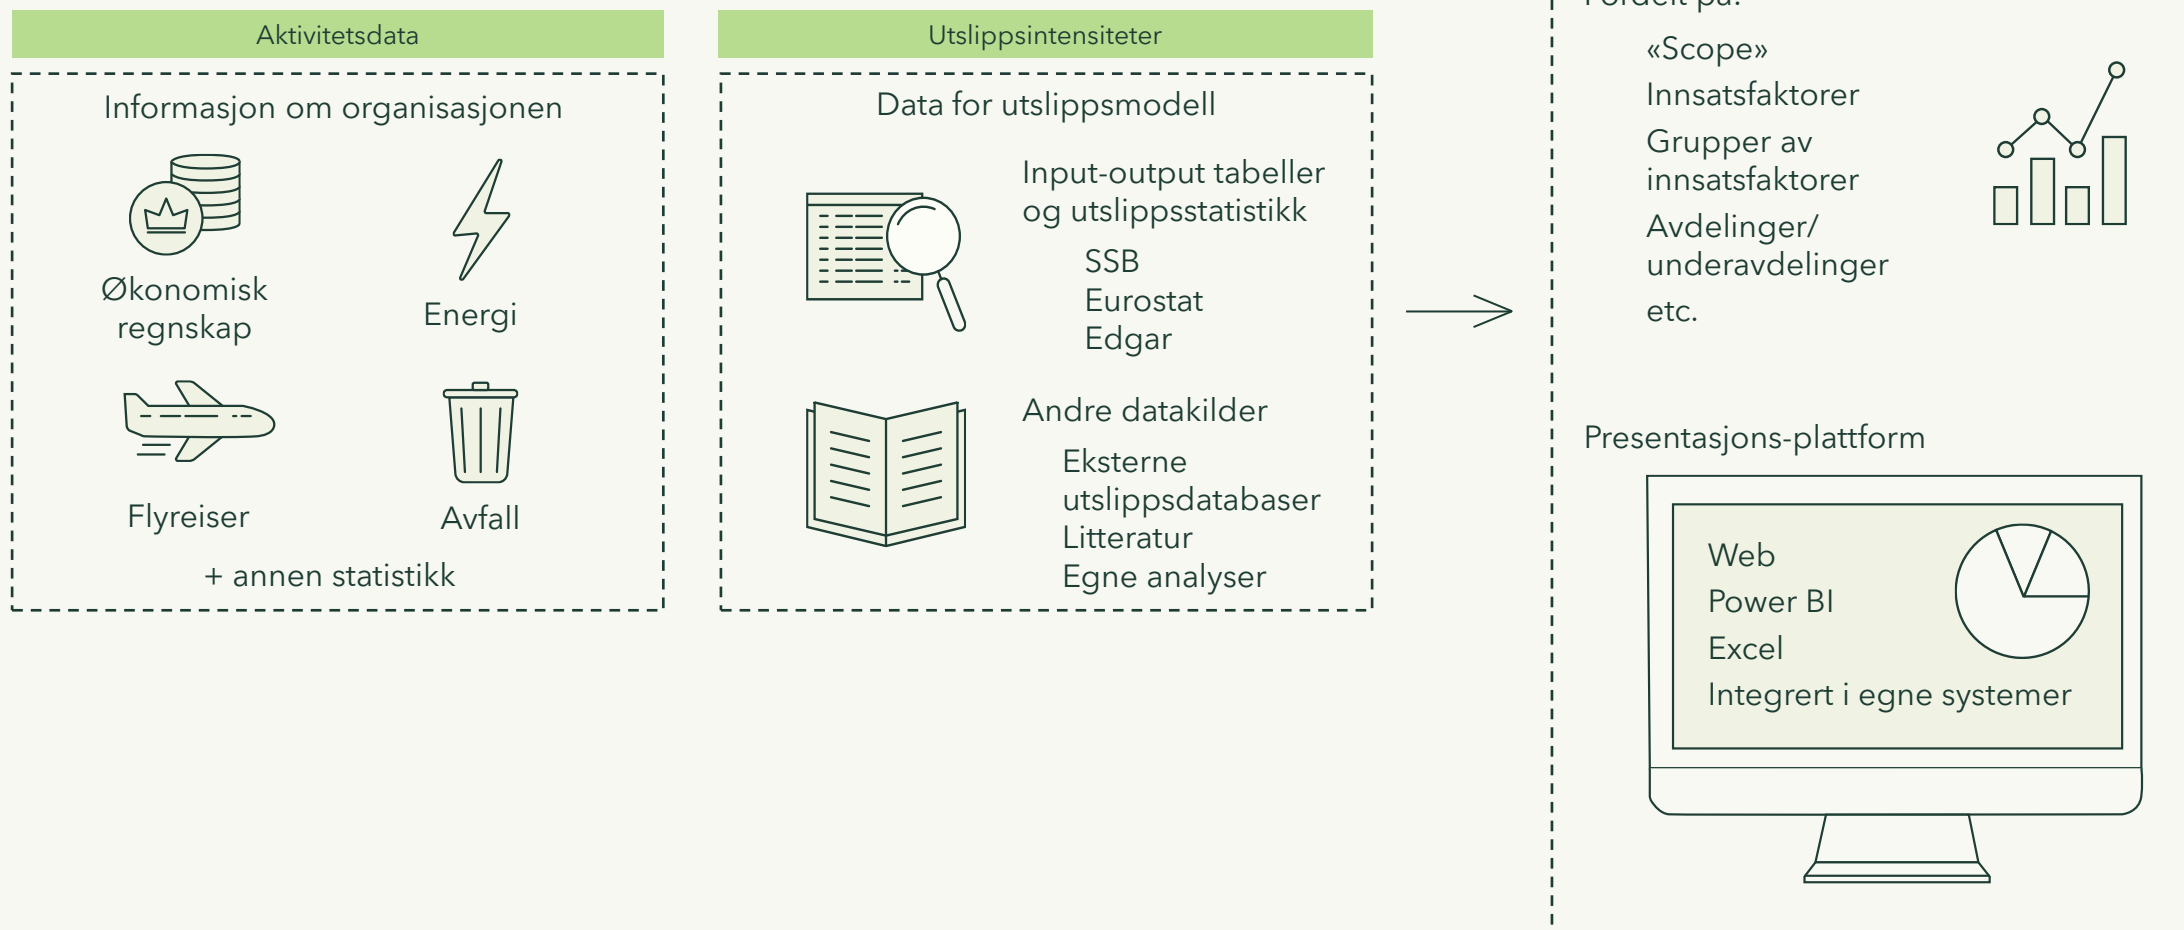 Aktivitetsdata
Informasjon om organisasjonen
Økonomisk
regnskap
Energi
Flyreiser
Avfall
+ annen statistikk
Utslippsintensiteter
Data for utslippsmodell
Input-output tabeller
og utslippsstatistikk
SSB
Eurostat
Edgar
Andre datakilder
Eksterne
utslippsdatabaser
Litteratur
Egne analyser
Fordelt på:
«Scope»
Innsatsfaktorer
Grupper av
innsatsfaktorer
Avdelinger/
underavdelinger
etc.
Presentasjons-plattform
Web
Power BI
Excel
Integrert i egne systemer